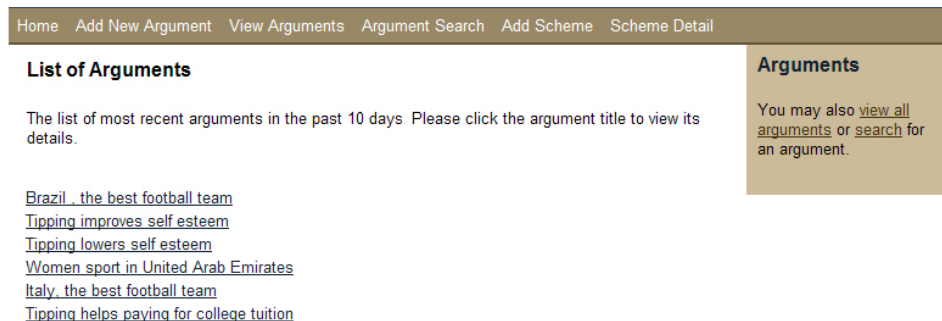 Home Add New Argument View Arguments Argument Search Add Scheme Scheme Detail
List of Arguments
The list of most recent arguments in the past 10 days Please click the argument title to view its
details.
Brazil , the best football team
Tipping improves self esteem
Tipping lowers self esteem
Women sport in United Arab Emirates
Italy, the best football team
Tipping helps paying for college tuition
Arguments
You may also view all
arguments or search for
an argument.